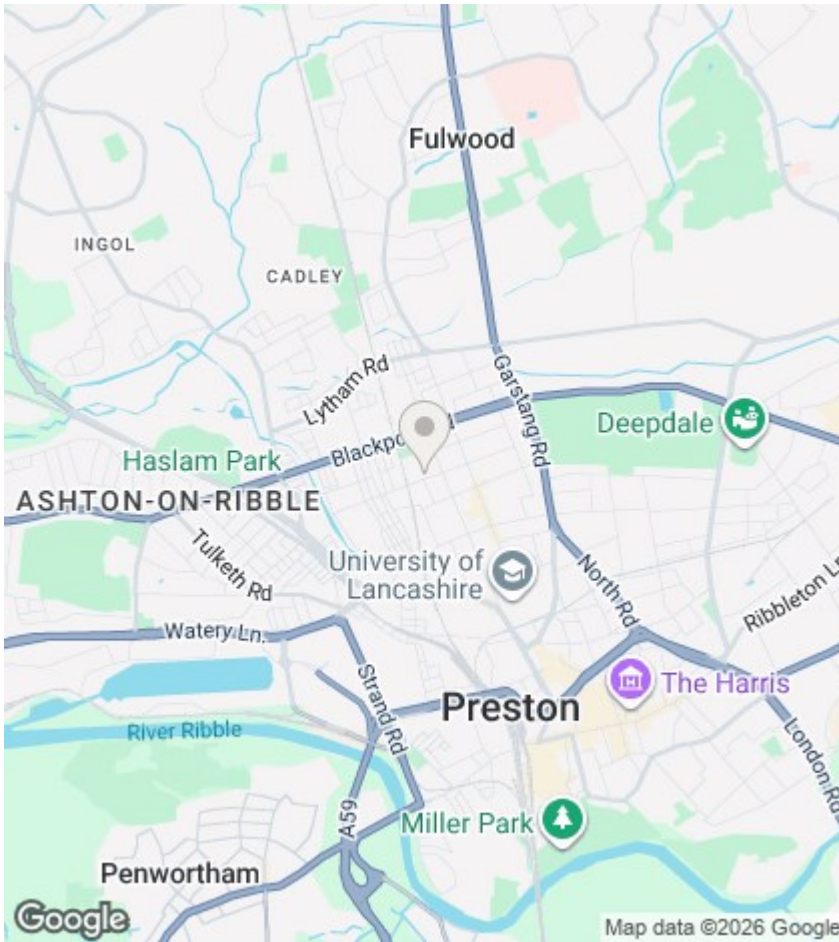 Fulwood
INGOL
CADLEY
Lytham Rd
Garstang Rd
Deepdale
Haslam Park
ASHTON-ON-RIBBLE
Tulketh Rd
University of
Lancashire
North Rd
Watery Ln.
Strand Rd
The Harris
Preston
River Ribble
London Rd
A59
Miller Park
Penwortham
Google
Map data ©2026 Google